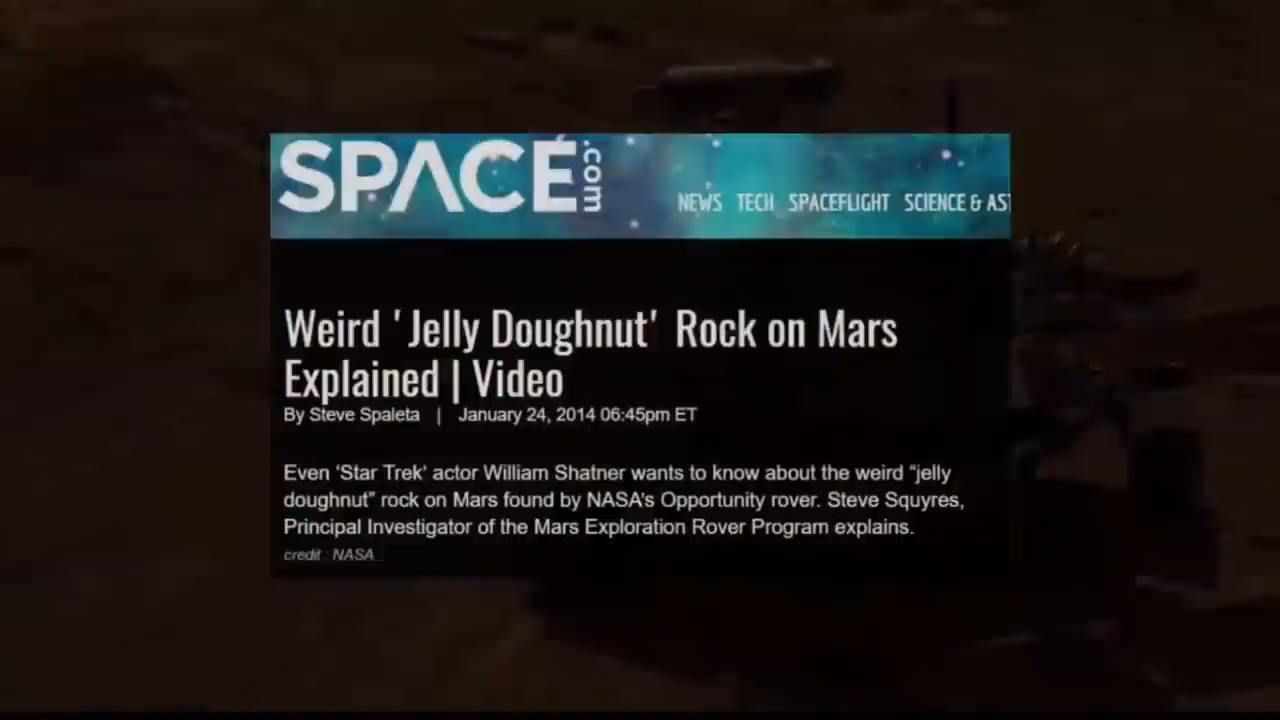 SPACE.com
NEWS TECH SPACEFLIGHT SCIENCE & AST
Weird 'Jelly Doughnut' Rock on Mars
Explained | Video
By Steve Spaleta | January 24, 2014 06:45pm ET
Even 'Star Trek' actor William Shatner wants to know about the weird "jelly
doughnut" rock on Mars found by NASA's Opportunity rover. Steve Squyres,
Principal Investigator of the Mars Exploration Rover Program explains.
credit : NASA